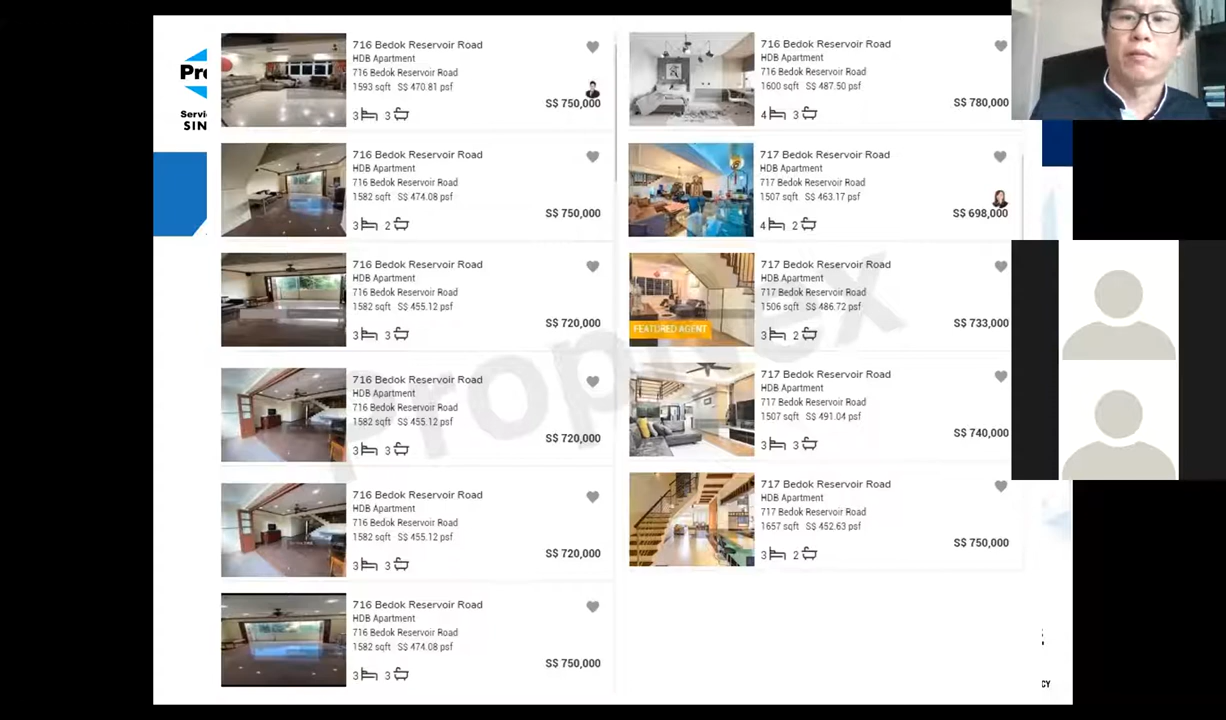 Pro
Servic
SIN
716 Bedok Reservoir Road
HDB Apartment
716 Bedok Reservoir Road
1593 sqft S$ 470.81 psf
S$ 750,000
3 3
716 Bedok Reservoir Road
HDB Apartment
716 Bedok Reservoir Road
1582 sqft S$ 474.08 psf
S$ 750,000
3 2
716 Bedok Reservoir Road
HDB Apartment
716 Bedok Reservoir Road
1582 sqft S$ 455.12 psf
S$ 720,000
3 3
716 Bedok Reservoir Road
HDB Apartment
716 Bedok Reservoir Road
1582 sqft S$ 455.12 psf
S$ 720,000
3 3
716 Bedok Reservoir Road
HDB Apartment
716 Bedok Reservoir Road
1582 sqft S$ 455.12 psf
S$ 720,000
3 3
716 Bedok Reservoir Road
HDB Apartment
716 Bedok Reservoir Road
1582 sqft S$ 474.08 psf
S$ 750,000
3 3
716 Bedok Reservoir Road
HDB Apartment
716 Bedok Reservoir Road
1600 sqft S$ 487.50 psf
S$ 780,000
4 3
717 Bedok Reservoir Road
HDB Apartment
717 Bedok Reservoir Road
1507 sqft S$ 463.17 psf
S$ 698,000
4 2
717 Bedok Reservoir Road
HDB Apartment
717 Bedok Reservoir Road
1506 sqft S$ 486.72 psf
FEATURED AGENT
S$ 733,000
3 2
717 Bedok Reservoir Road
HDB Apartment
717 Bedok Reservoir Road
1507 sqft S$ 491.04 psf
S$ 740,000
3 3
717 Bedok Reservoir Road
HDB Apartment
717 Bedok Reservoir Road
1657 sqft S$ 452.63 psf
S$ 750,000
3 2
PropNex
CY